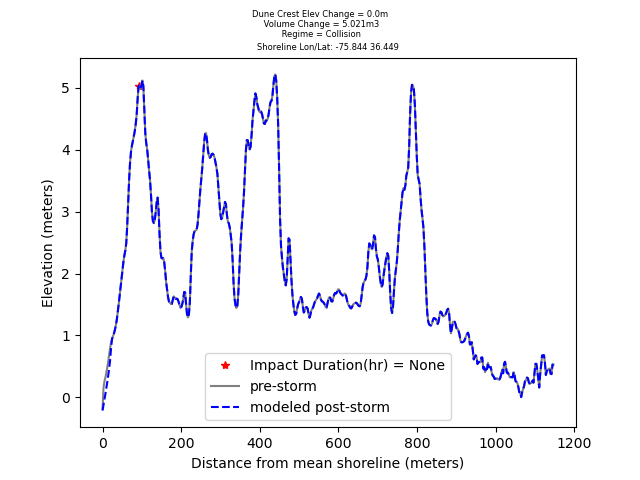 Dune Crest Elev Change = 0.0m
Volume Change = 5.021m3
Regime = Collision
Shoreline Lon/Lat: -75.844 36.449
5
4
3
2
1
0
Elevation (meters)
Impact Duration(hr) = None
pre-storm
modeled post-storm
0 200 400 600 800 1000 1200
Distance from mean shoreline (meters)